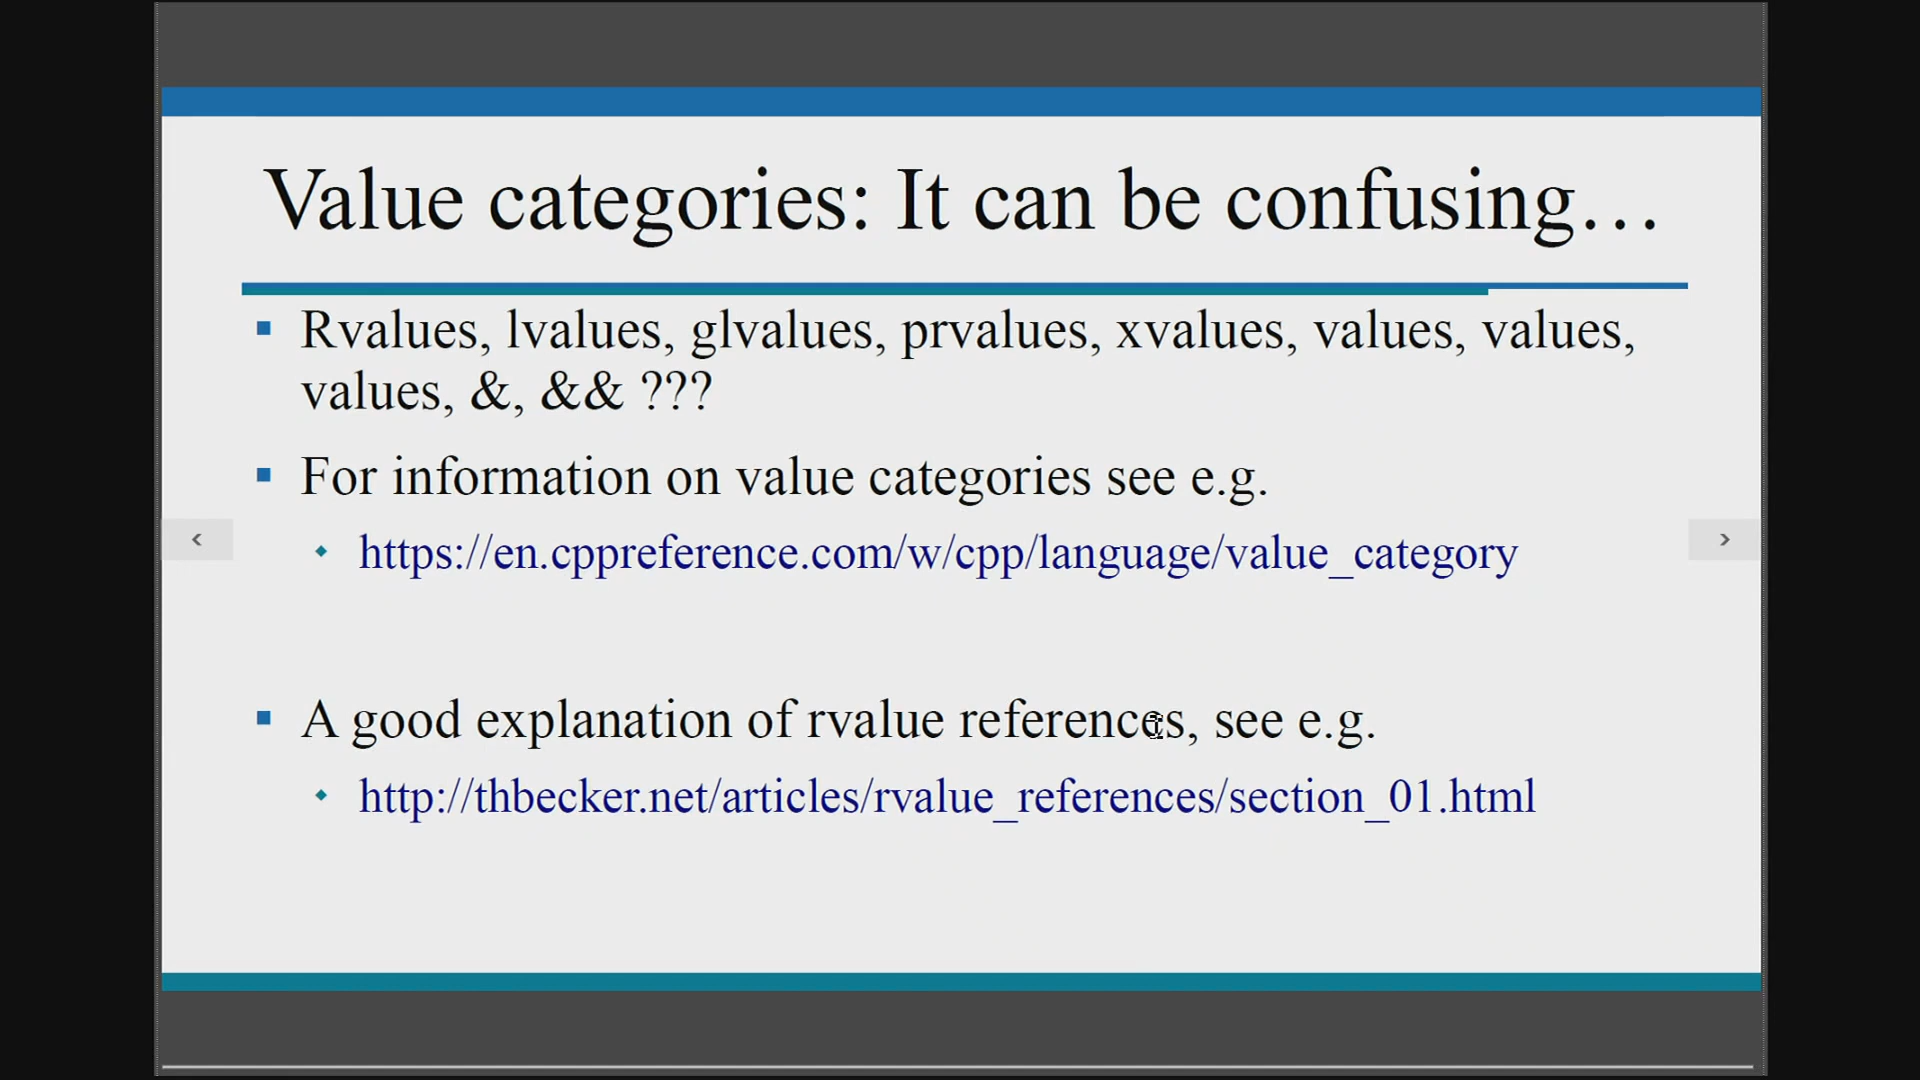 Value categories: It can be confusing…
Rvalues, lvalues, glvalues, prvalues, xvalues, values, values,
values, &, && ???
For information on value categories see e.g.
https://en.cppreference.com/w/cpp/language/value_category
A good explanation of rvalue references, see e.g.
http://thbecker.net/articles/rvalue_references/section_01.html